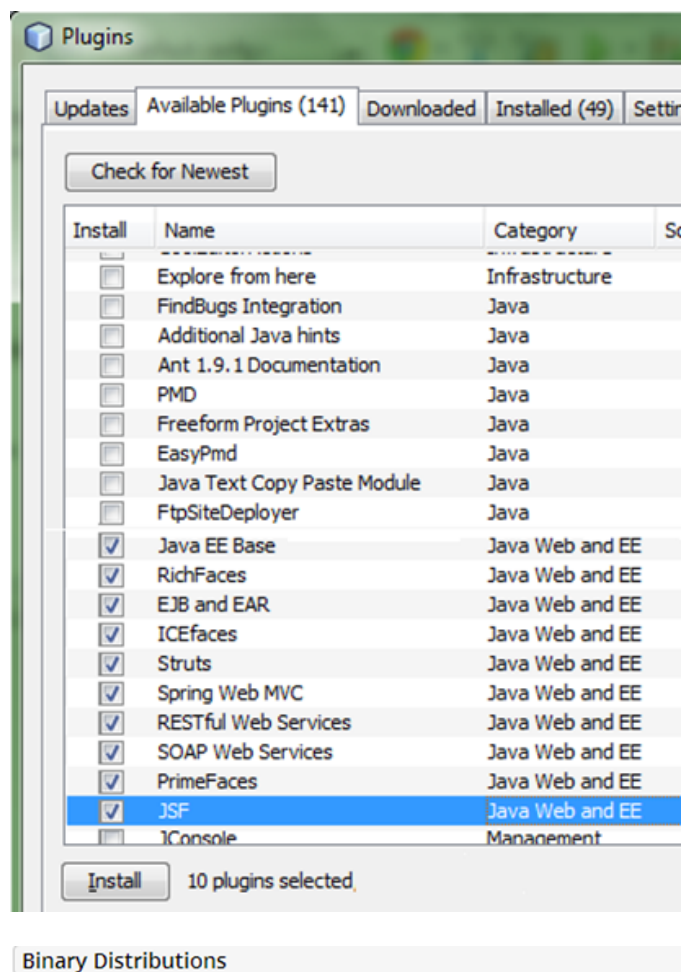 Plugins
Updates Available Plugins (141) Downloaded Installed (49)
Check for Newest
Install Name Category
Explore from here Infrastructure
FindBugs Integration Java
Additional Java hints Java
Ant 1.9.1 Documentation Java
PMD Java
Freeform Project Extras Java
EasyPmd Java
Java Text Copy Paste Module Java
FtpSiteDeployer Java
Java EE Base Java Web and EE
RichFaces Java Web and EE
EJB and EAR Java Web and EE
ICEfaces Java Web and EE
Struts Java Web and EE
Spring Web MVC Java Web and EE
RESTful Web Services Java Web and EE
SOAP Web Services Java Web and EE
PrimeFaces Java Web and EE
JSF Java Web and EE
JConsole Management
Install 10 plugins selected
Binary Distributions